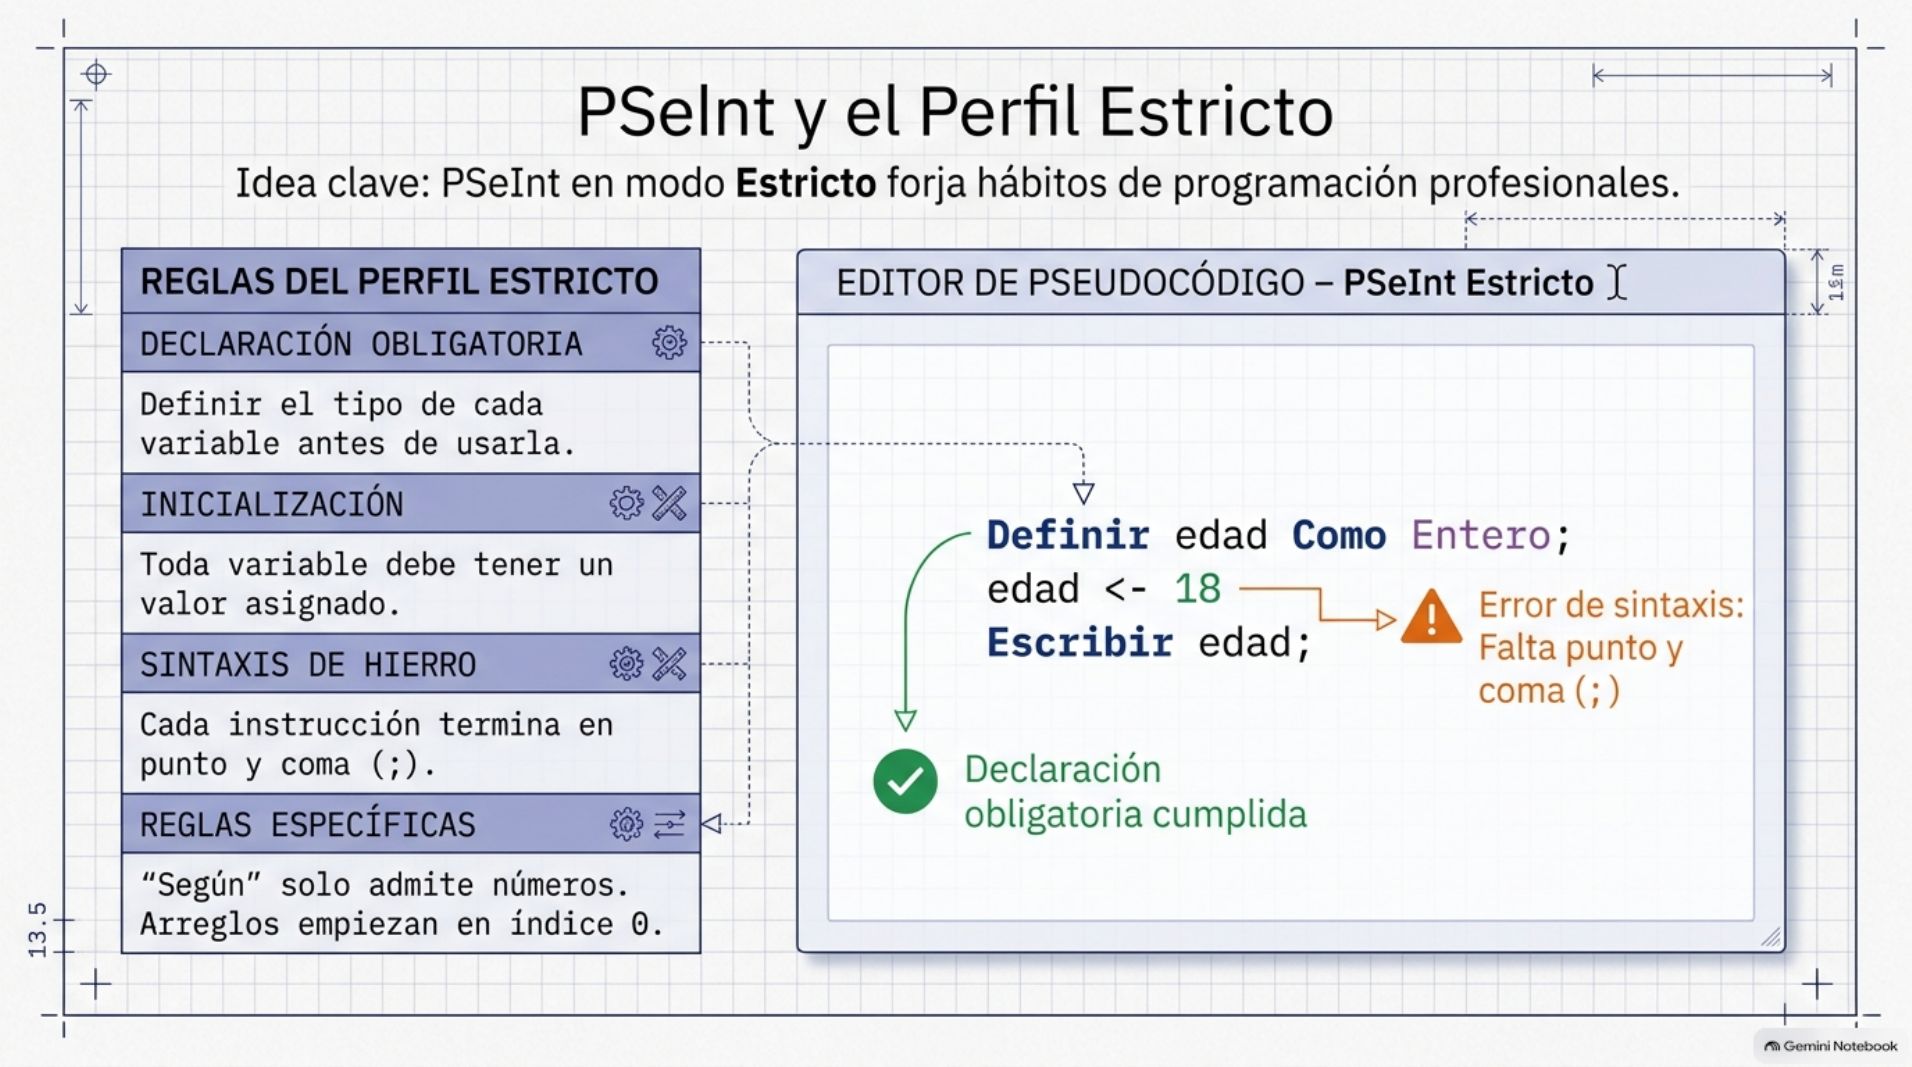 PSeInt y el Perfil Estricto
Idea clave: PSeInt en modo Estricto forja hábitos de programación profesionales.
REGLAS DEL PERFIL ESTRICTO
DECLARACIÓN OBLIGATORIA
Definir el tipo de cada
variable antes de usarla.
INICIALIZACIÓN
Toda variable debe tener un
valor asignado.
SINTAXIS DE HIERRO
Cada instrucción termina en
punto y coma (;).
REGLAS ESPECÍFICAS
“Según” solo admite números.
Arreglos empiezan en índice 0.
EDITOR DE PSEUDOCÓDIGO – PSeInt Estricto
Definir edad Como Entero;
edad <- 18
Escribir edad;
Error de sintaxis:
Falta punto y
coma (;)
Declaración
obligatoria cumplida
13.5
Gemini Notebook